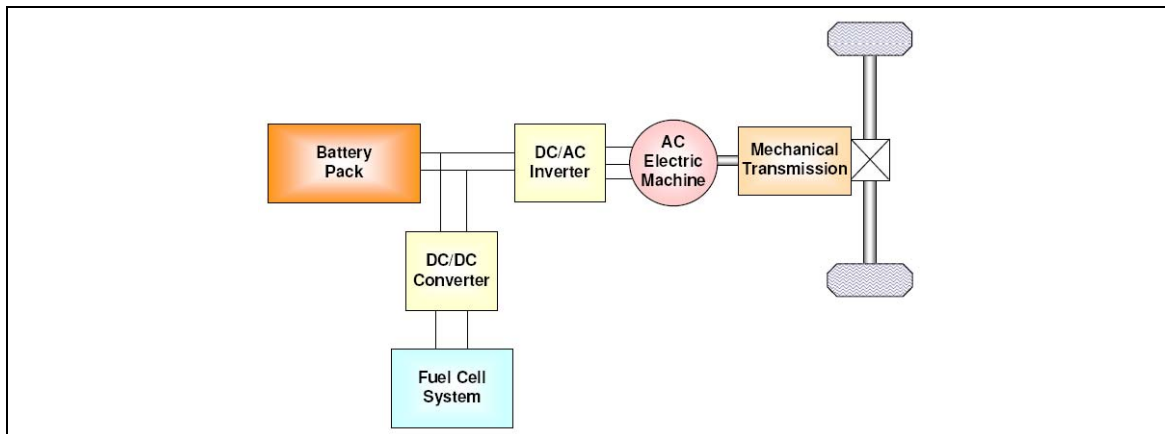 Battery
Pack
DC/AC
Inverter
AC
Electric
Machine
Mechanical
Transmission
DC/DC
Converter
Fuel Cell
System